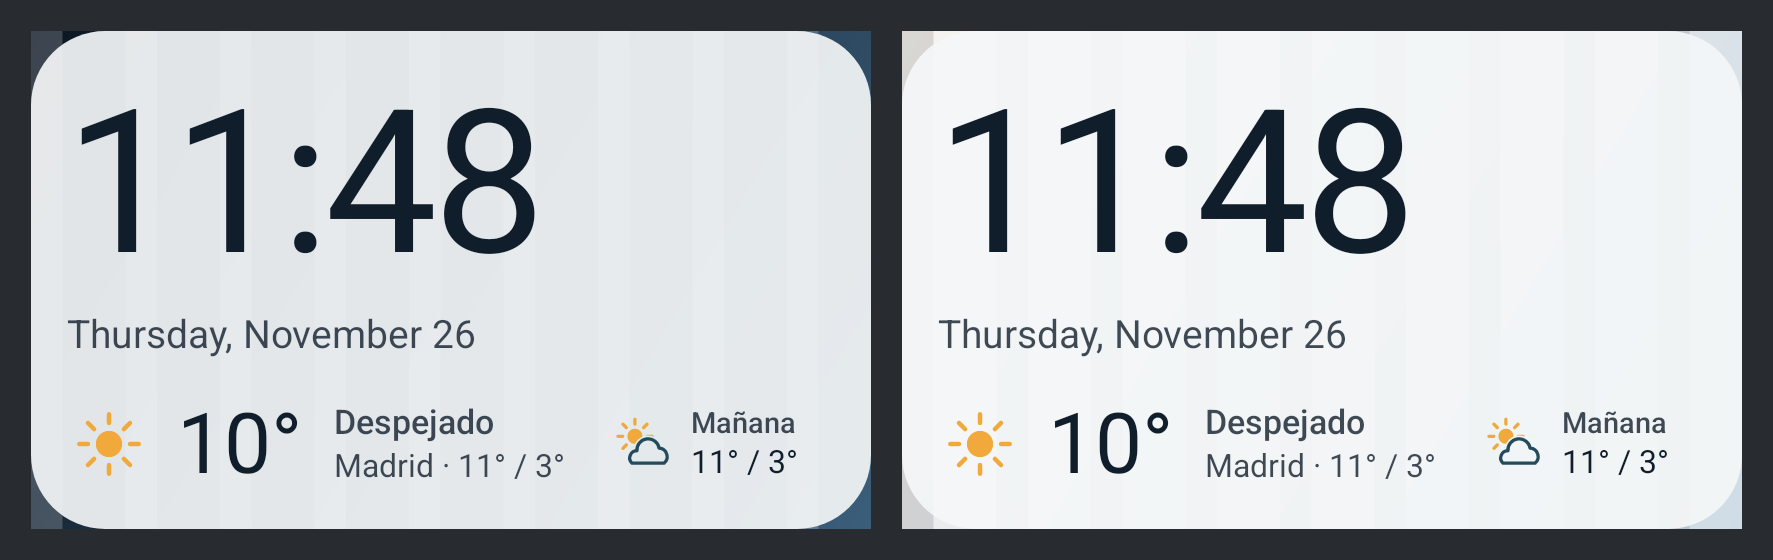 11:48
Thursday, November 26
10°
Despejado
Madrid · 11° / 3°
Mañana
11° / 3°
11:48
Thursday, November 26
10°
Despejado
Madrid · 11° / 3°
Mañana
11° / 3°